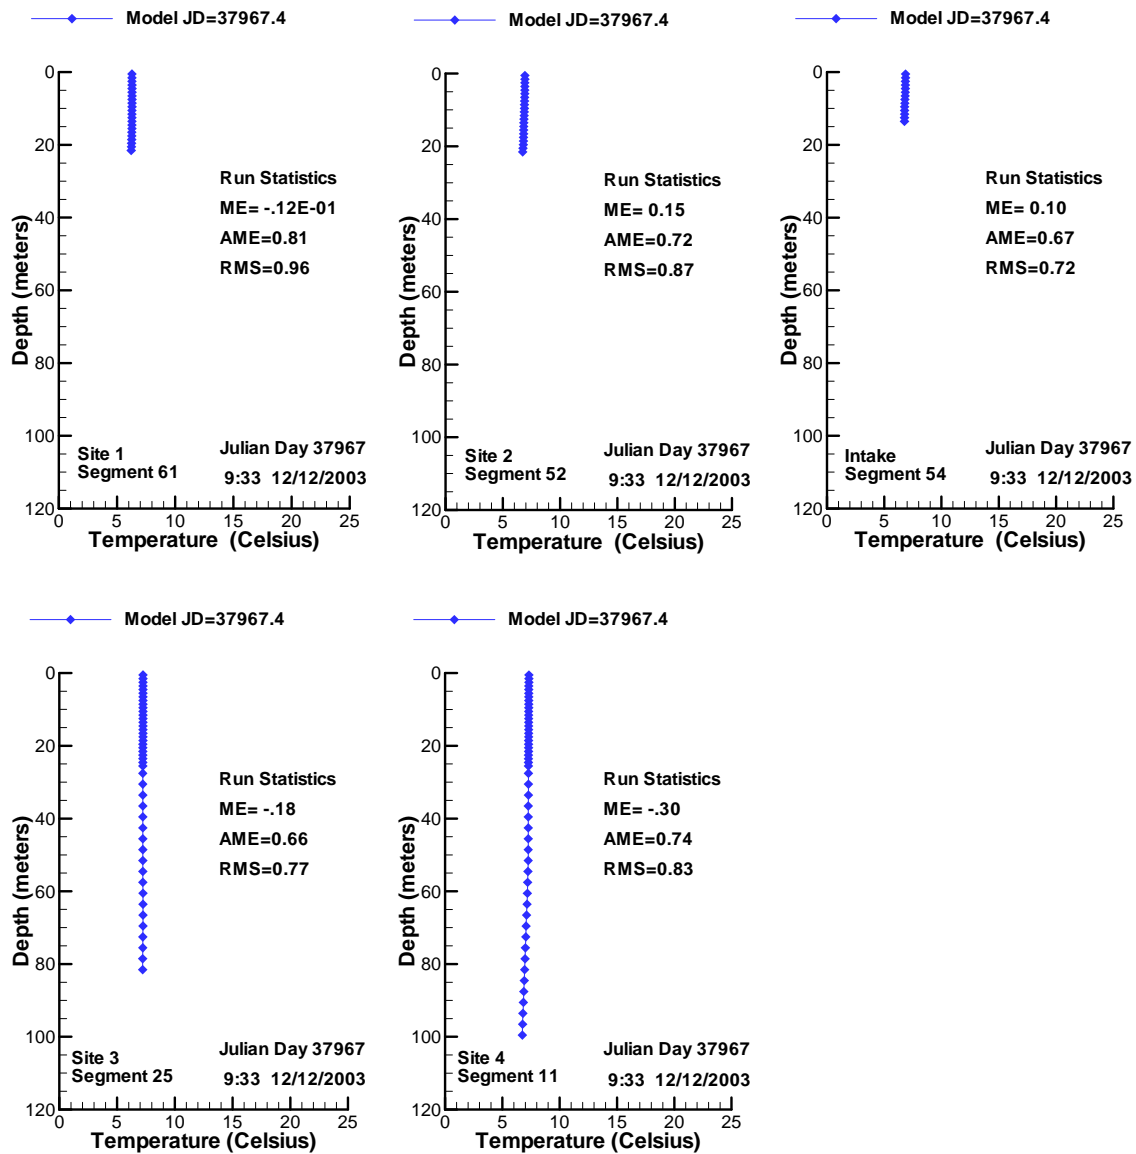 Model JD=37967.4
0
20
40
60
80
100
120
Depth (meters)
Run Statistics
ME= -.12E-01
AME=0.81
RMS=0.96
Site 1
Segment 61
Julian Day 37967
9:33 12/12/2003
0 5 10 15 20 25
Temperature (Celsius)
Model JD=37967.4
0
20
40
60
80
100
120
Depth (meters)
Run Statistics
ME= 0.15
AME=0.72
RMS=0.87
Site 2
Segment 52
Julian Day 37967
9:33 12/12/2003
0 5 10 15 20 25
Temperature (Celsius)
Model JD=37967.4
0
20
40
60
80
100
120
Depth (meters)
Run Statistics
ME= 0.10
AME=0.67
RMS=0.72
Intake
Segment 54
Julian Day 37967
9:33 12/12/2003
0 5 10 15 20 25
Temperature (Celsius)
Model JD=37967.4
0
20
40
60
80
100
120
Depth (meters)
Run Statistics
ME= -.18
AME=0.66
RMS=0.77
Site 3
Segment 25
Julian Day 37967
9:33 12/12/2003
0 5 10 15 20 25
Temperature (Celsius)
Model JD=37967.4
0
20
40
60
80
100
120
Depth (meters)
Run Statistics
ME= -.30
AME=0.74
RMS=0.83
Site 4
Segment 11
Julian Day 37967
9:33 12/12/2003
0 5 10 15 20 25
Temperature (Celsius)